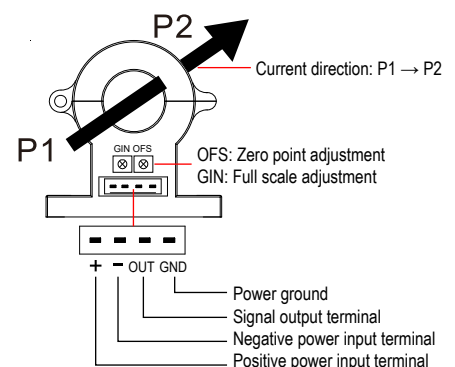 P2
Current direction: P1 → P2
P1
GIN OFS
OFS: Zero point adjustment
GIN: Full scale adjustment
+ − OUT GND
Power ground
Signal output terminal
Negative power input terminal
Positive power input terminal